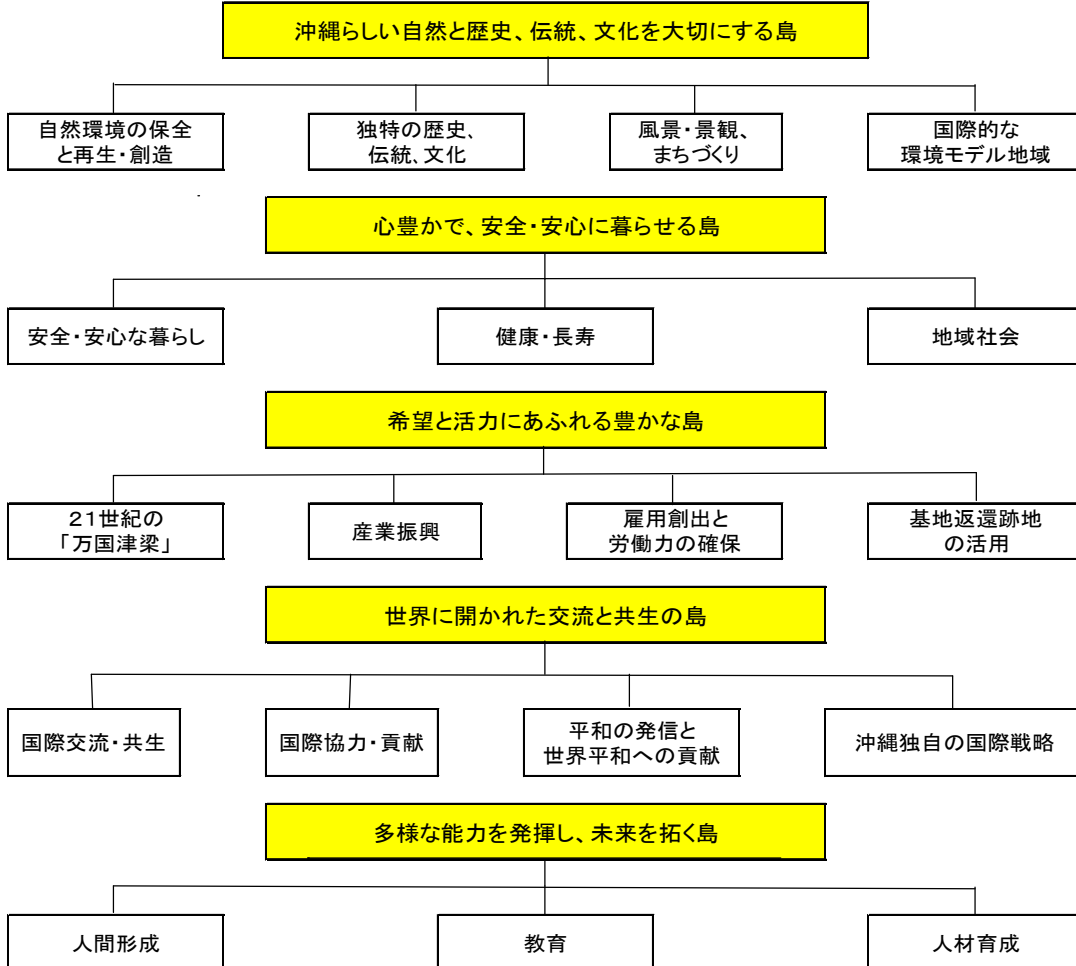 沖縄らしい自然と歴史、伝統、文化を大切にする島
自然環境の保全
と再生・創造
独特の歴史、
伝統、文化
風景・景観、
まちづくり
国際的な
環境モデル地域
心豊かで、安全・安心に暮らせる島
安全・安心な暮らし
健康・長寿
地域社会
希望と活力にあふれる豊かな島
21世紀の
「万国津梁」
産業振興
雇用創出と
労働力の確保
基地返還跡地
の活用
世界に開かれた交流と共生の島
国際交流・共生
国際協力・貢献
平和の発信と
世界平和への貢献
沖縄独自の国際戦略
多様な能力を発揮し、未来を拓く島
人間形成
教育
人材育成